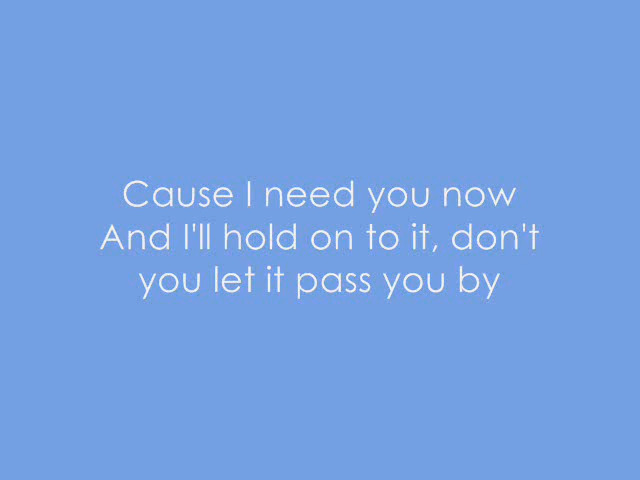 Cause I need you now
And I'll hold on to it, don't
you let it pass you by